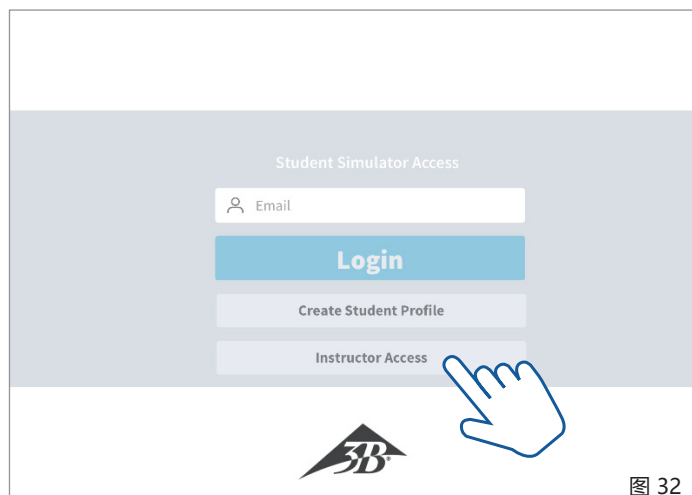 Student Simulator Access
Email
Login
Create Student Profile
Instructor Access
3B
图 32